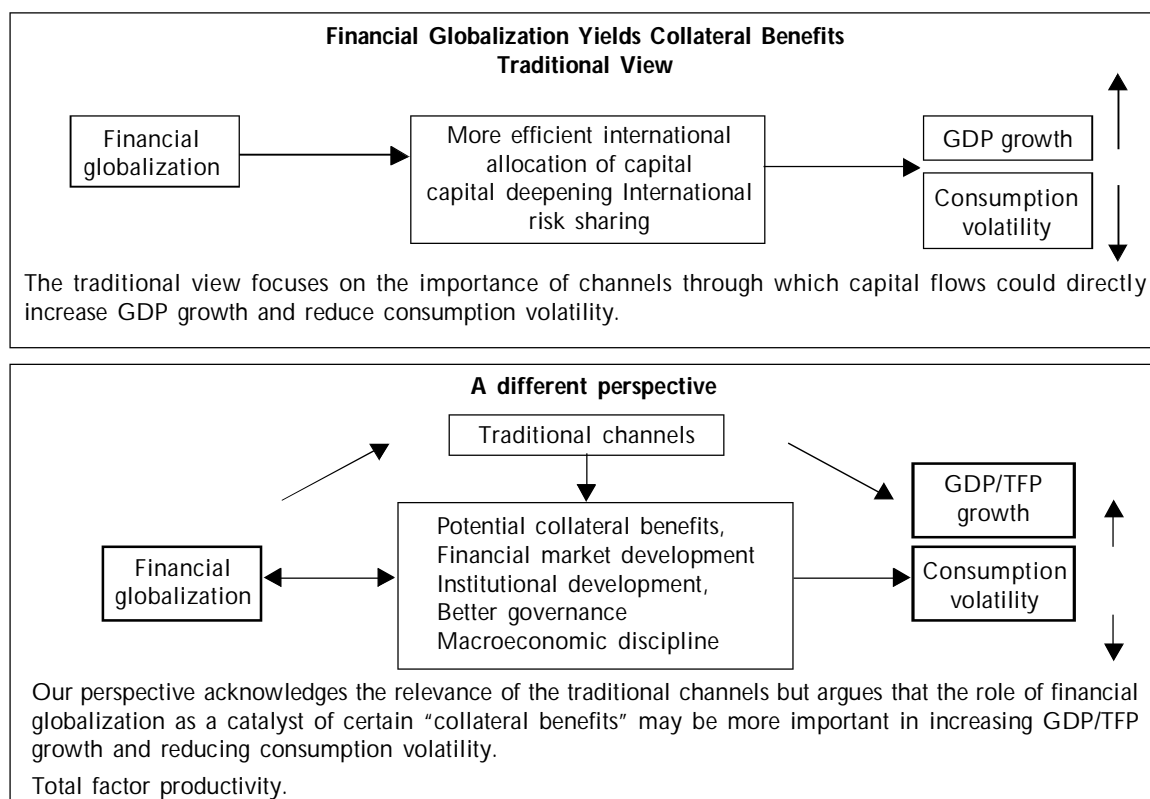 Financial Globalization Yields Collateral Benefits
Traditional View
Financial
globalization
More efficient international
allocation of capital
capital deepening International
risk sharing
GDP growth
Consumption
volatility
The traditional view focuses on the importance of channels through which capital flows could directly
increase GDP growth and reduce consumption volatility.
A different perspective
Traditional channels
Financial
globalization
Potential collateral benefits,
Financial market development
Institutional development,
Better governance
Macroeconomic discipline
GDP/TFP
growth
Consumption
volatility
Our perspective acknowledges the relevance of the traditional channels but argues that the role of financial
globalization as a catalyst of certain “collateral benefits” may be more important in increasing GDP/TFP
growth and reducing consumption volatility.
Total factor productivity.